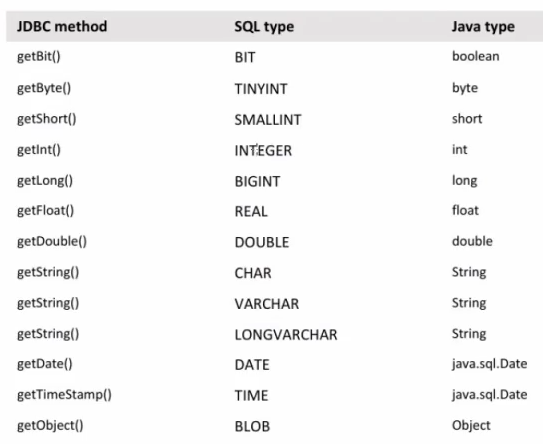 JDBC method SQL type Java type
getBit() BIT boolean
getByte() TINYINT byte
getShort() SMALLINT short
getInt() INTEGER int
getLong() BIGINT long
getFloat() REAL float
getDouble() DOUBLE double
getString() CHAR String
getString() VARCHAR String
getString() LONGVARCHAR String
getDate() DATE java.sql.Date
getTimeStamp() TIME java.sql.Date
getObject() BLOB Object